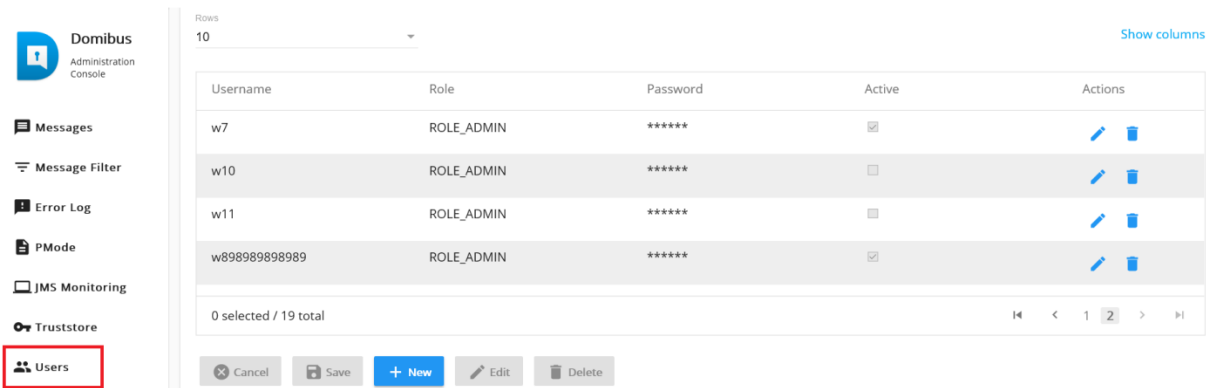 Domibus
Administration
Console
Messages
Message Filter
Error Log
PMode
JMS Monitoring
Truststore
Users
Rows
10
Show columns
Username Role Password Active Actions
w7 ROLE_ADMIN ******
w10 ROLE_ADMIN ******
w11 ROLE_ADMIN ******
w898989898989 ROLE_ADMIN ******
0 selected / 19 total 1 2
Cancel Save + New Edit Delete